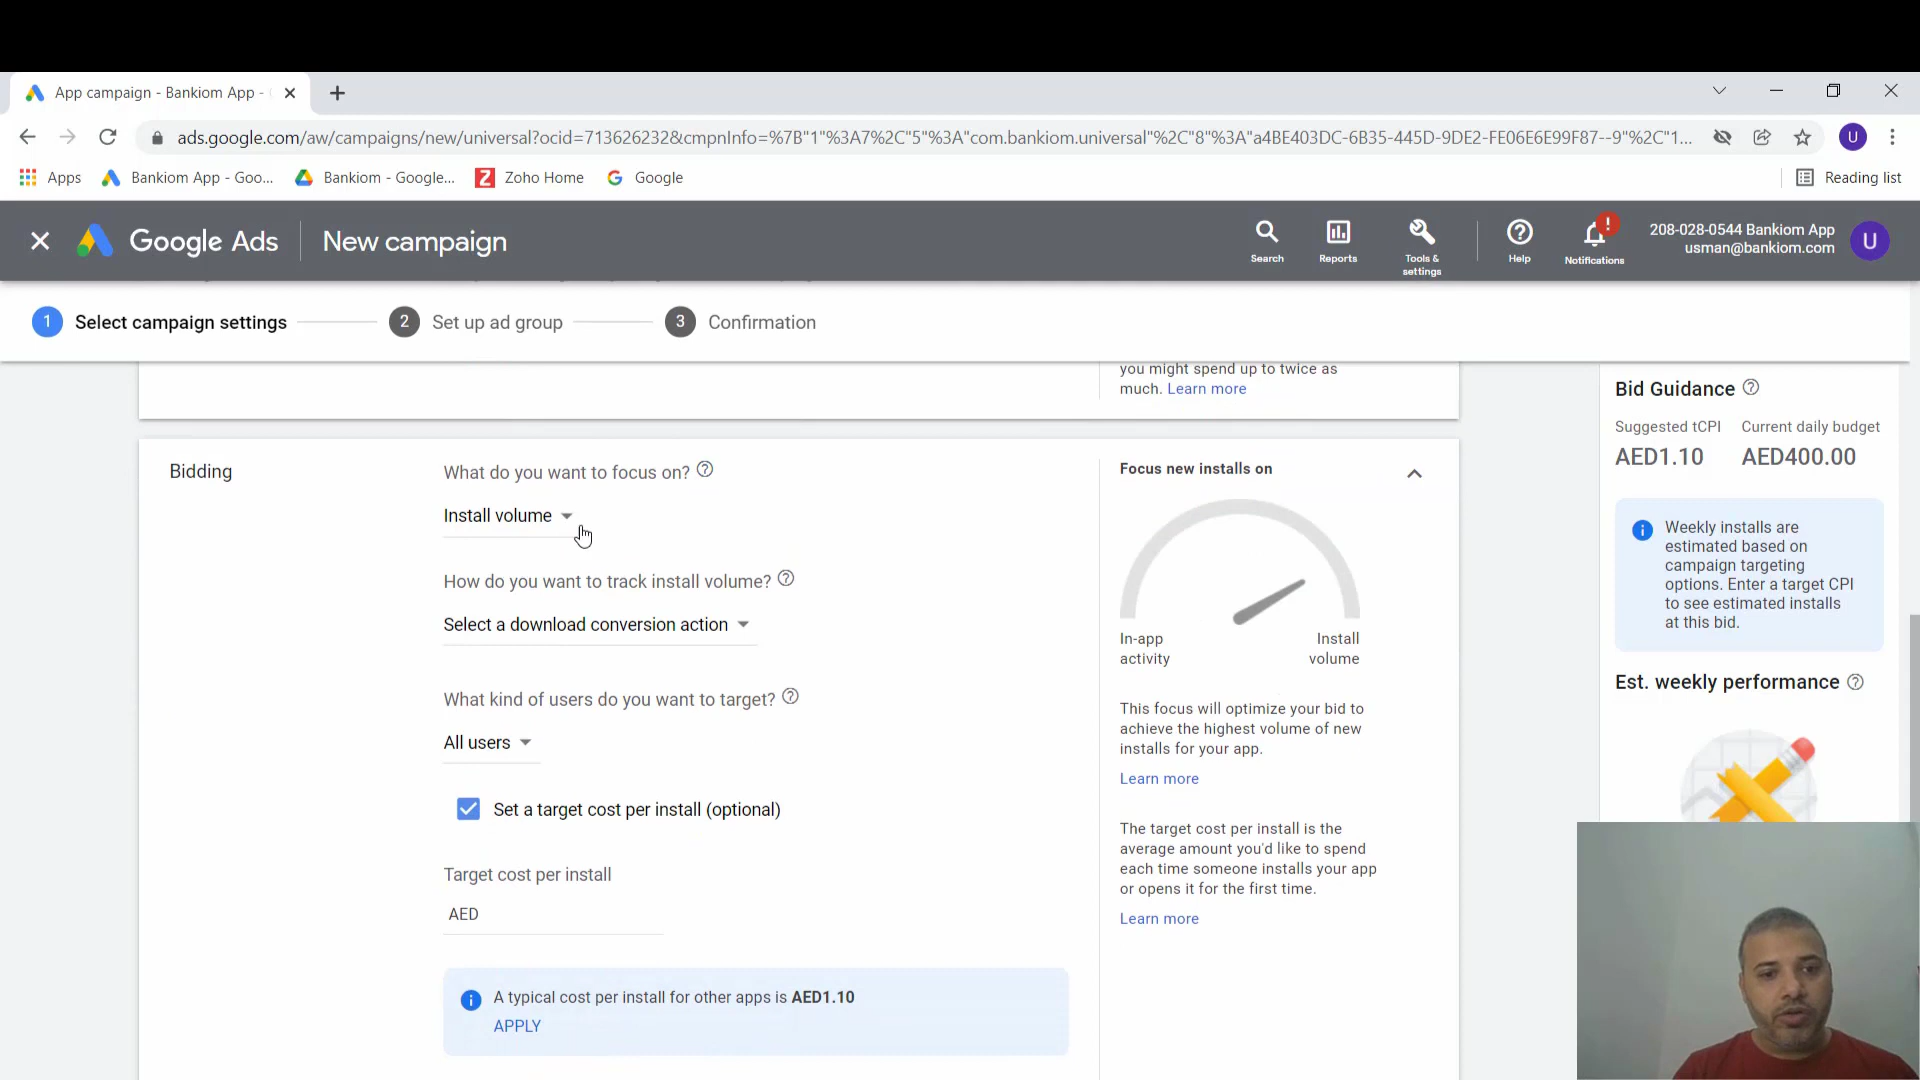 App campaign - Bankiom App -
ads.google.com/aw/campaigns/new/universal?ocid=713626232&cmpnInfo=%7B"1"%3A7%2C"5"%3A"com.bankiom.universal"%2C"8"%3A"a4BE403DC-6B35-445D-9DE2-FE06E6E99F87--9"%2C"1...
U
Apps
Bankiom App - Goo...
Bankiom - Google...
Z
Zoho Home
Google
Reading list
Google Ads
New campaign
Search
Reports
Tools & settings
Help
!
Notifications
208-028-0544 Bankiom App
usman@bankiom.com
U
1 Select campaign settings
2 Set up ad group
3 Confirmation
you might spend up to twice as
much. Learn more
Bidding
What do you want to focus on?
Install volume
How do you want to track install volume?
Select a download conversion action
What kind of users do you want to target?
All users
Set a target cost per install (optional)
Target cost per install
AED
A typical cost per install for other apps is AED1.10
APPLY
Focus new installs on
In-app activity
Install volume
This focus will optimize your bid to
achieve the highest volume of new
installs for your app.
Learn more
The target cost per install is the
average amount you'd like to spend
each time someone installs your app
or opens it for the first time.
Learn more
Bid Guidance
Suggested tCPI
AED1.10
Current daily budget
AED400.00
Weekly installs are
estimated based on
campaign targeting
options. Enter a target CPI
to see estimated installs
at this bid.
Est. weekly performance